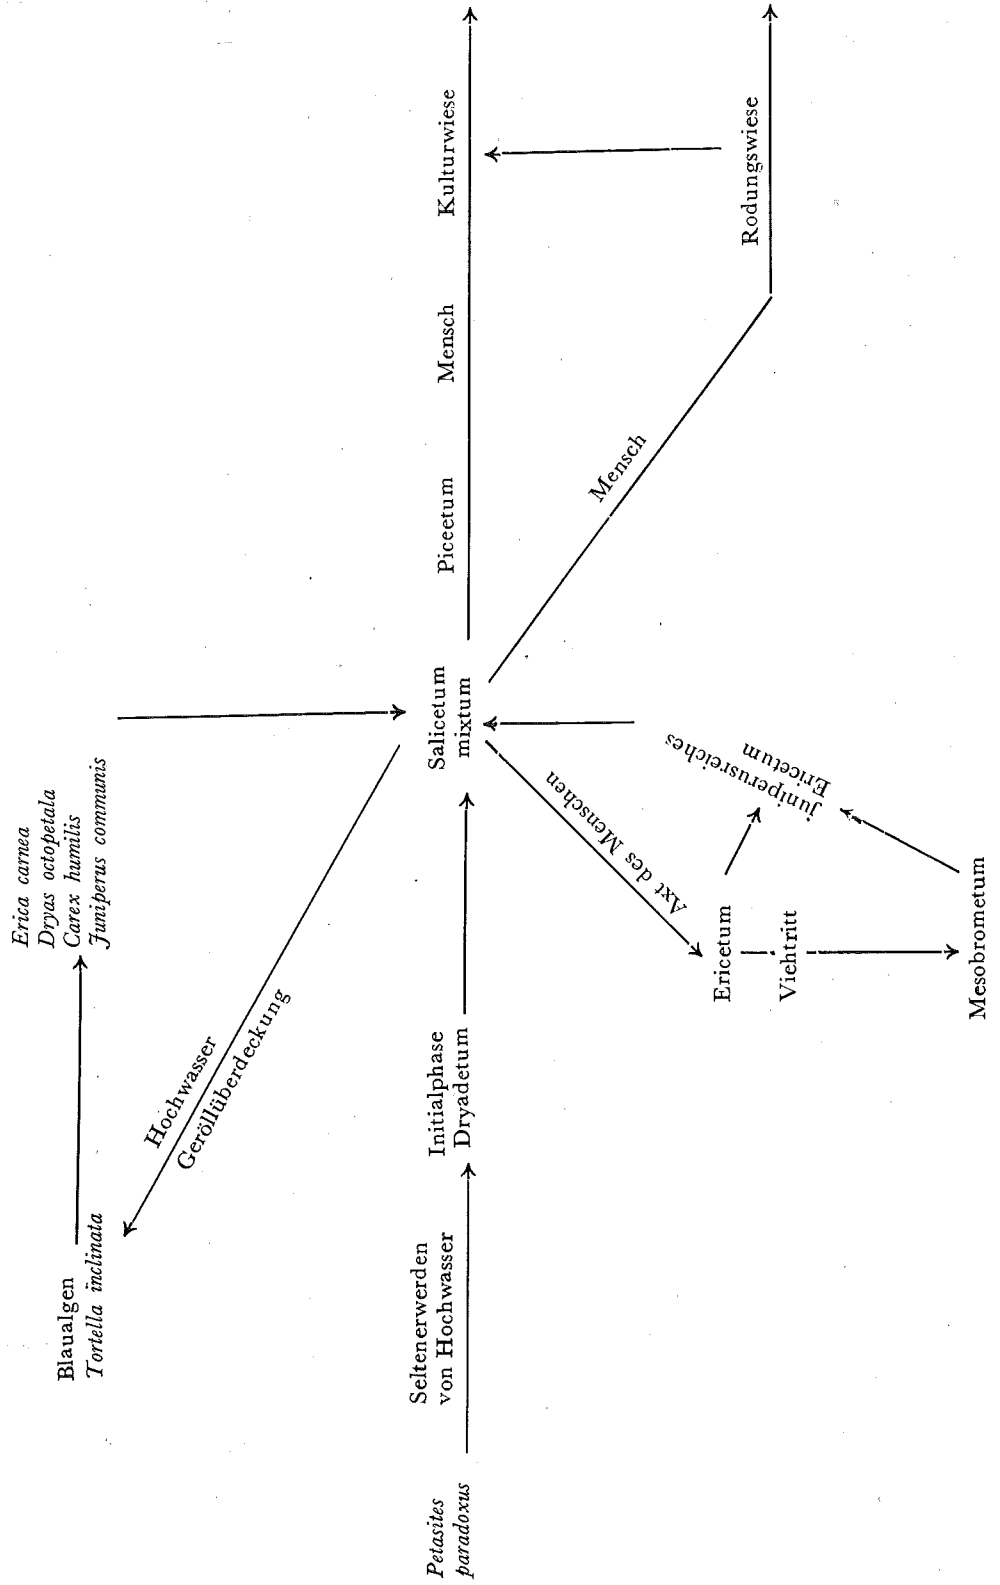 Erica carnea
Dryas octopetala
Carex humilis
Juniperus communis
Blaualgen
Tortella inclinata
Hochwasser
Geröllüberdeckung
Petasites
paradoxus
Seltenerwerden
von Hochwasser
Initialphase
Dryadetum
Salicetum
mixtum
Piceetum
Mensch
Kulturwiese
Mensch
Rodungswiese
Axt des Menschen
Ericetum
Viehtritt
Mesobrometum
juniperusreiches
Ericetum